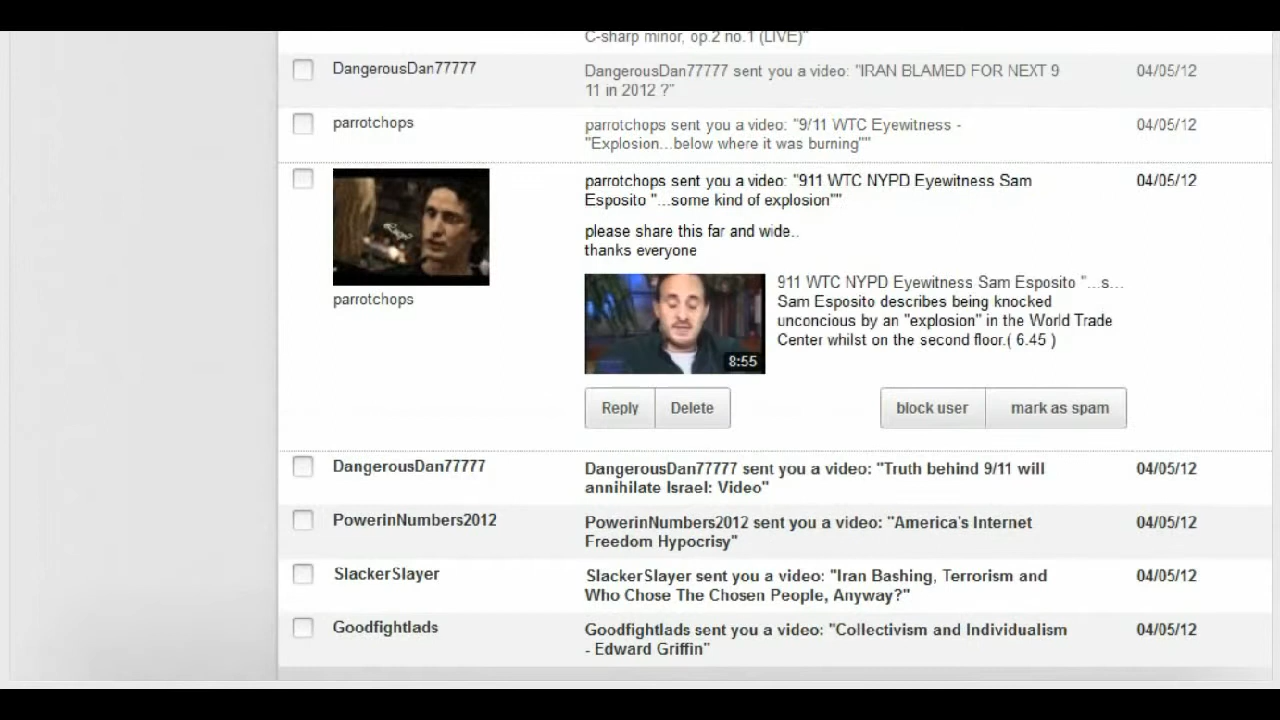 C-sharp minor, op.2 no.1 (LIVE)"
DangerousDan77777
DangerousDan77777 sent you a video: "IRAN BLAMED FOR NEXT 9
11 in 2012 ?"
04/05/12
parrotchops
parrotchops sent you a video: "9/11 WTC Eyewitness -
"Explosion...below where it was burning""
04/05/12
parrotchops sent you a video: "911 WTC NYPD Eyewitness Sam
Esposito "...some kind of explosion""
04/05/12
please share this far and wide..
thanks everyone
parrotchops
8:55
911 WTC NYPD Eyewitness Sam Esposito "...s...
Sam Esposito describes being knocked
unconcious by an "explosion" in the World Trade
Center whilst on the second floor.( 6.45 )
Reply
Delete
block user
mark as spam
DangerousDan77777
DangerousDan77777 sent you a video: "Truth behind 9/11 will
annihilate Israel: Video"
04/05/12
PowerinNumbers2012
PowerinNumbers2012 sent you a video: "America's Internet
Freedom Hypocrisy"
04/05/12
SlackerSlayer
SlackerSlayer sent you a video: "Iran Bashing, Terrorism and
Who Chose The Chosen People, Anyway?"
04/05/12
Goodfightlads
Goodfightlads sent you a video: "Collectivism and Individualism
- Edward Griffin"
04/05/12